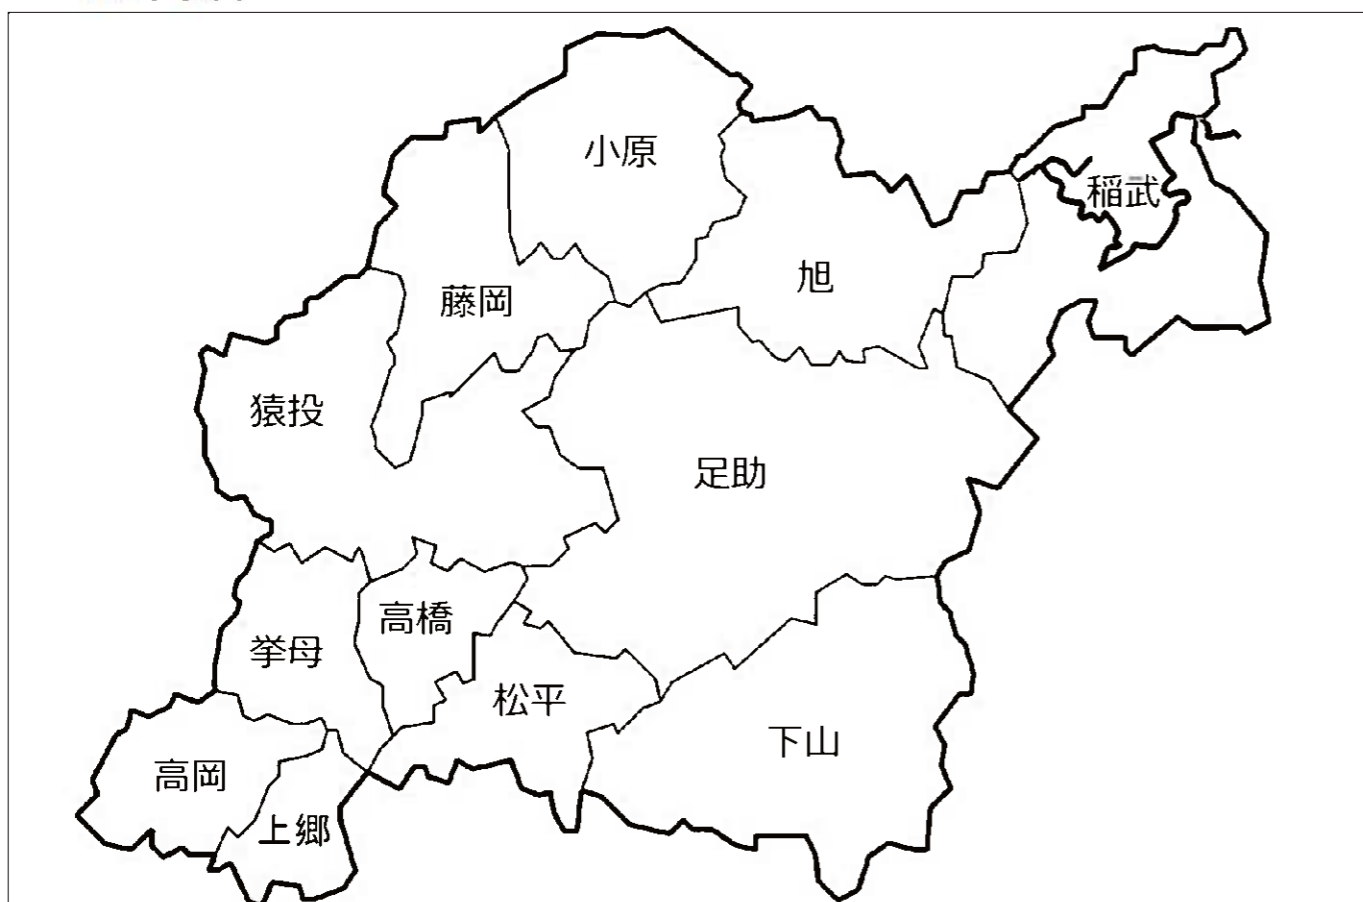 小原
稲武
旭
藤岡
猿投
足助
高橋
挙母
松平
下山
高岡
上郷